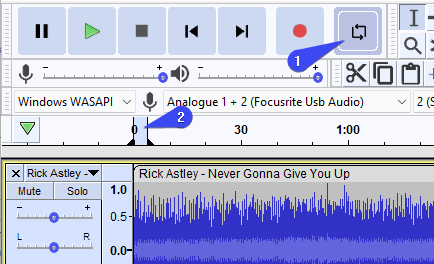 1
Windows WASAPI
Analogue 1 + 2 (Focusrite Usb Audio)
2 (S
2
0
30
1:00
Rick Astley -
Rick Astley - Never Gonna Give You Up
Mute
Solo
1.0
- +
0.5
L R
0.0-